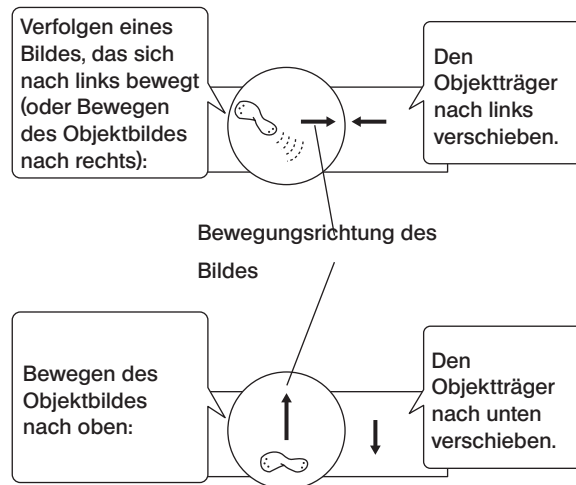 Verfolgen eines
Bildes, das sich
nach links bewegt
(oder Bewegen
des Objektbildes
nach rechts):
Den
Objektträger
nach links
verschieben.
Bewegungsrichtung des
Bildes
Bewegen des
Objektbildes
nach oben:
Den
Objektträger
nach unten
verschieben.